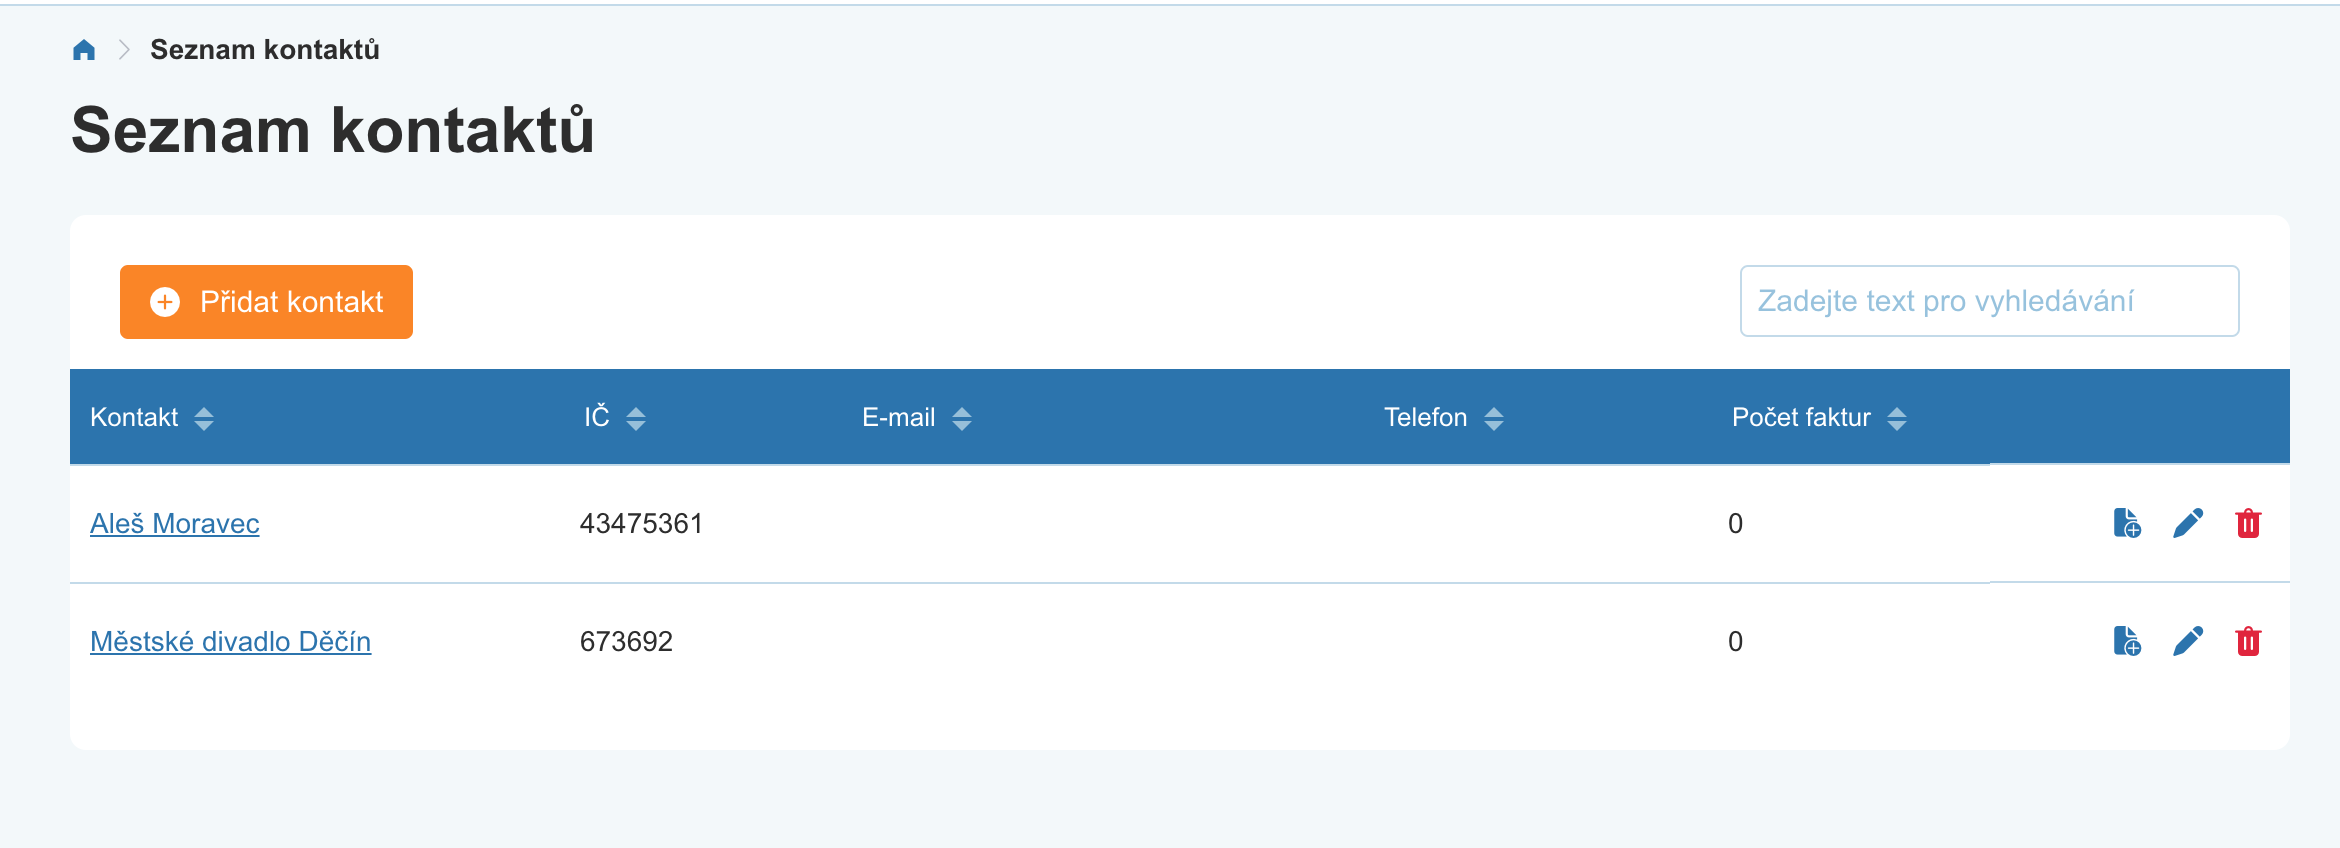 Seznam kontaktů
Seznam kontaktů
Přidat kontakt
Zadejte text pro vyhledávání
Kontakt IČ E-mail Telefon Počet faktur
Aleš Moravec 43475361 0
Městské divadlo Děčín 673692 0